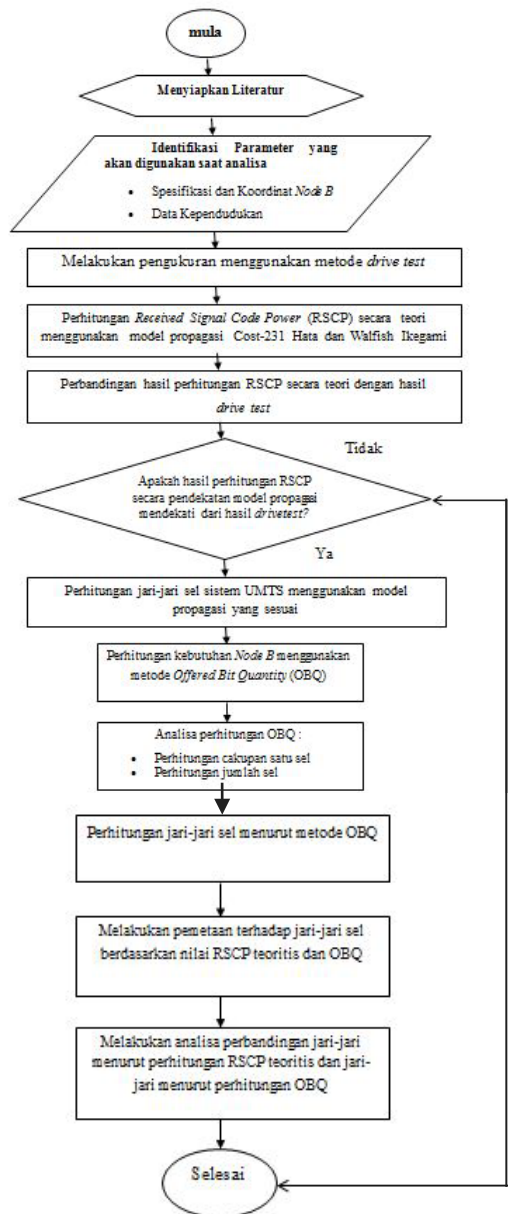 mula
Menyiapkan Literatur
Identifikasi Parameter yang
akan digunakan saat analisa
• Spesifikasi dan Koordinat Node B
• Data Kependudukan
Melakukan pengukuran menggunakan metode drive test
Perhitungan Received Signal Code Power (RSCP) secara teori
menggunakan model propagasi Cost-231 Hata dan Walfish Ikegami
Perbandingan hasil perhitungan RSCP secara teori dengan hasil
drive test
Tidak
Apakah hasil perhitungan RSCP
secara pendekatan model propagasi
mendekati dari hasil drivetest?
Ya
Perhitungan jari-jari sel sistem UMTS menggunakan model
propagasi yang sesuai
Perhitungan kebutuhan Node B menggunakan
metode Offered Bit Quantity (OBQ)
Analisa perhitungan OBQ :
• Perhitungan cakupan satu sel
• Perhitungan jumlah sel
Perhitungan jari-jari sel menurut metode OBQ
Melakukan pemetaan terhadap jari-jari sel
berdasarkan nilai RSCP teoritis dan OBQ
Melakukan analisa perbandingan jari-jari
menurut perhitungan RSCP teoritis dan jari-
jari menurut perhitungan OBQ
Selesai